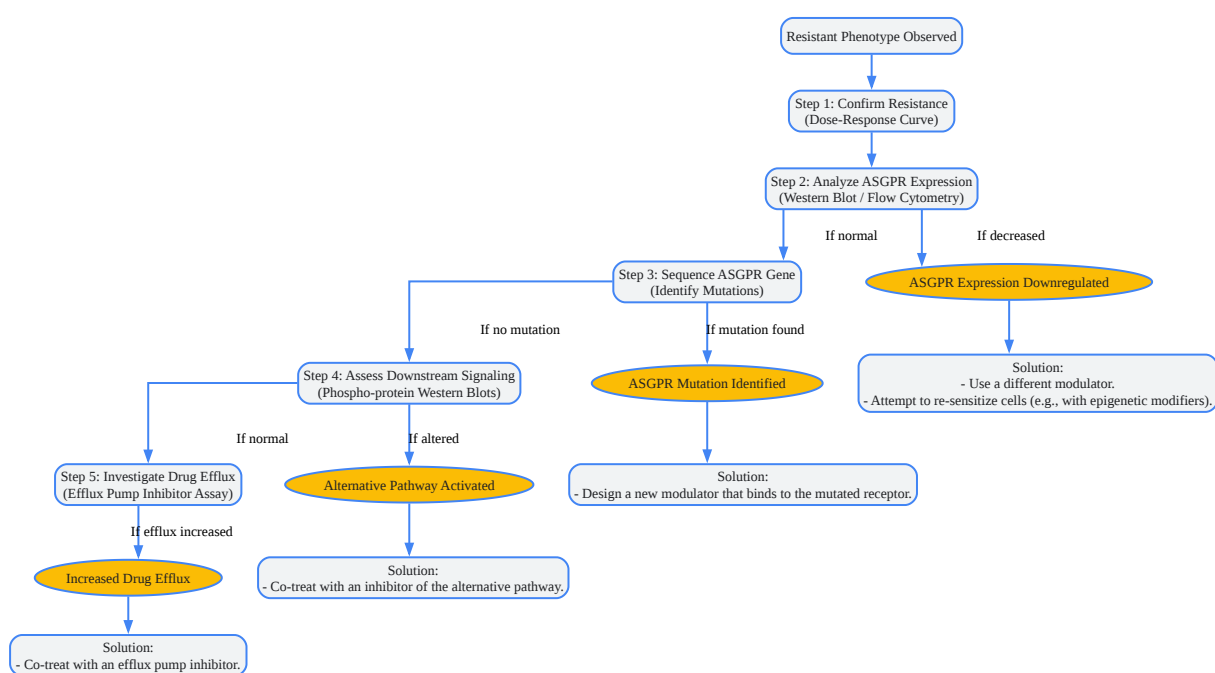 Resistant Phenotype Observed
Step 1: Confirm Resistance
(Dose-Response Curve)
Step 2: Analyze ASGPR Expression
(Western Blot / Flow Cytometry)
If normal
If decreased
Step 3: Sequence ASGPR Gene
(Identify Mutations)
ASGPR Expression Downregulated
If no mutation
If mutation found
Solution:
- Use a different modulator.
- Attempt to re-sensitize cells (e.g., with epigenetic modifiers).
Step 4: Assess Downstream Signaling
(Phospho-protein Western Blots)
ASGPR Mutation Identified
If normal
If altered
Step 5: Investigate Drug Efflux
(Efflux Pump Inhibitor Assay)
Alternative Pathway Activated
Solution:
- Design a new modulator that binds to the mutated receptor.
If efflux increased
Increased Drug Efflux
Solution:
- Co-treat with an inhibitor of the alternative pathway.
Solution:
- Co-treat with an efflux pump inhibitor.